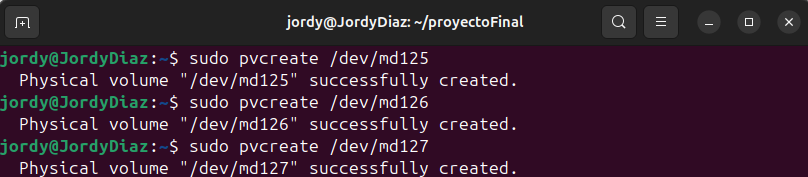 jordy@JordyDiaz: ~/proyectoFinal
jordy@JordyDiaz:~$ sudo pvcreate /dev/md125
  Physical volume "/dev/md125" successfully created.
jordy@JordyDiaz:~$ sudo pvcreate /dev/md126
  Physical volume "/dev/md126" successfully created.
jordy@JordyDiaz:~$ sudo pvcreate /dev/md127
  Physical volume "/dev/md127" successfully created.